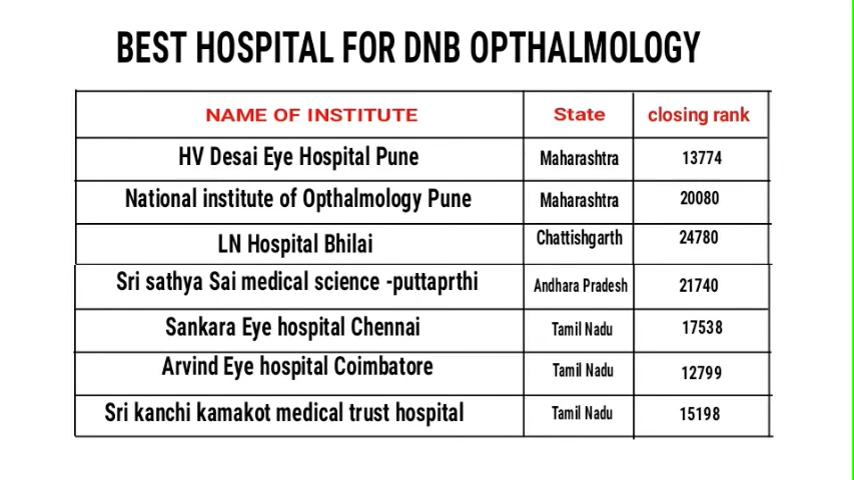 BEST HOSPITAL FOR DNB OPTHALMOLOGY
NAME OF INSTITUTE State closing rank
HV Desai Eye Hospital Pune Maharashtra 13774
National institute of Opthalmology Pune Maharashtra 20080
LN Hospital Bhilai Chattishgarth 24780
Sri sathya Sai medical science -puttaprthi Andhara Pradesh 21740
Sankara Eye hospital Chennai Tamil Nadu 17538
Arvind Eye hospital Coimbatore Tamil Nadu 12799
Sri kanchi kamakot medical trust hospital Tamil Nadu 15198